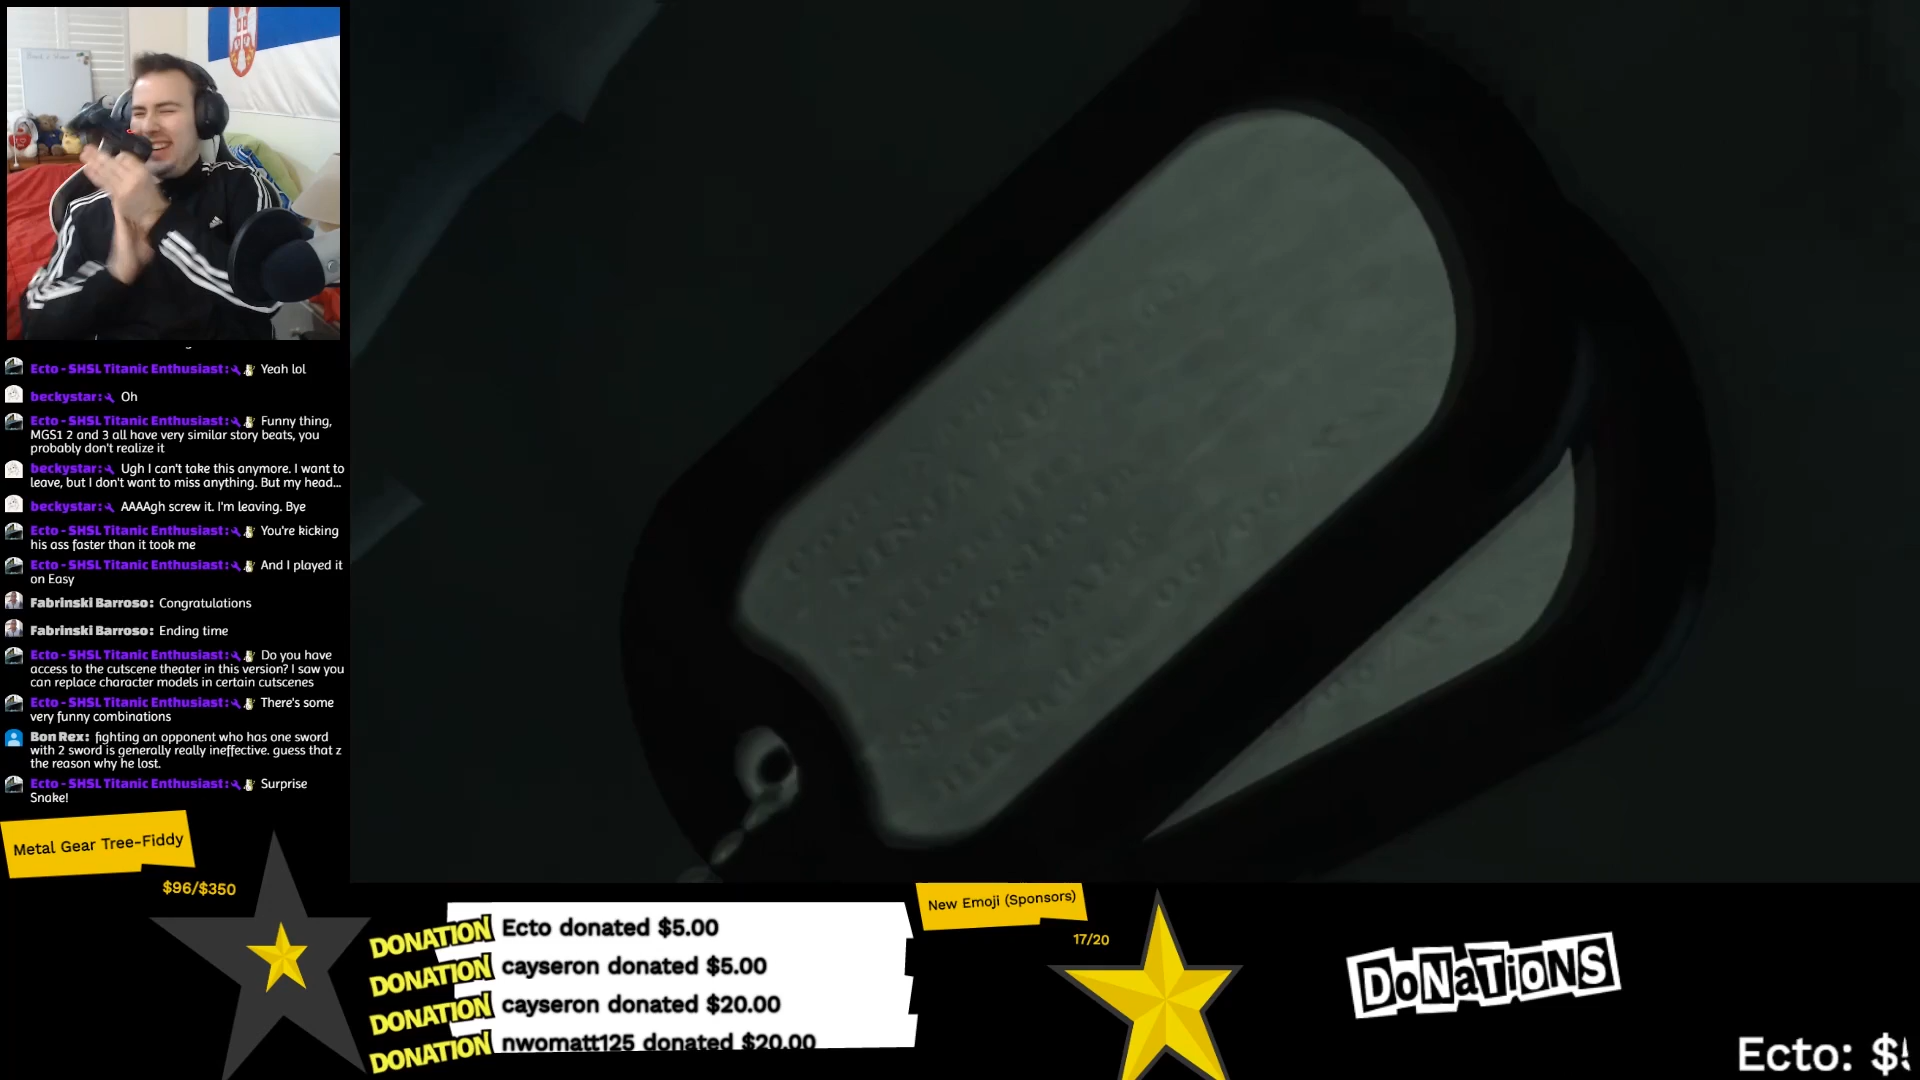 Ecto - SHSL Titanic Enthusiast: Yeah lol
beckystar: Oh
Ecto - SHSL Titanic Enthusiast: Funny thing,
MGS1 2 and 3 all have very similar story beats, you
probably don't realize it
beckystar: Ugh I can't take this anymore. I want to
leave, but I don't want to miss anything. But my head...
beckystar: AAAAgh screw it. I'm leaving. Bye
Ecto - SHSL Titanic Enthusiast: You're kicking
his ass faster than it took me
Ecto - SHSL Titanic Enthusiast: And I played it
on Easy
Fabrinski Barroso: Congratulations
Fabrinski Barroso: Ending time
Ecto - SHSL Titanic Enthusiast: Do you have
access to the cutscene theater in this version? I saw you
can replace character models in certain cutscenes
Ecto - SHSL Titanic Enthusiast: There's some
very funny combinations
Bon Rex: fighting an opponent who has one sword
with 2 sword is generally really ineffective. guess that z
the reason why he lost.
Ecto - SHSL Titanic Enthusiast: Surprise
Snake!
Metal Gear Tree-Fiddy
$96/$350
DONATION Ecto donated $5.00
DONATION cayseron donated $5.00
DONATION cayseron donated $20.00
DONATION nwomatt125 donated $20.00
New Emoji (Sponsors)
17/20
DoNaTiONS
Ecto: $
NINJA
Nationality
Yugoslavia
Sex MALE